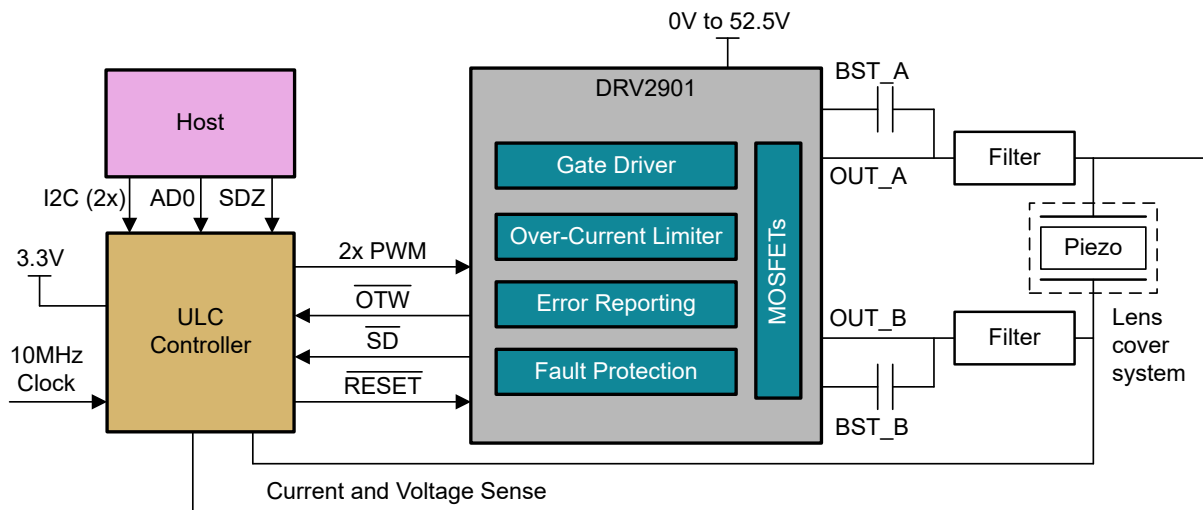 0V to 52.5V
DRV2901
BST_A
Host
Gate Driver
Filter
OUT_A
I2C (2x)
AD0
SDZ
Over-Current Limiter
MOSFETs
Piezo
3.3V
2x PWM
OTW
Error Reporting
OUT_B
Lens
cover
system
ULC
Controller
SD
Filter
10MHz
Clock
Fault Protection
RESET
BST_B
Current and Voltage Sense